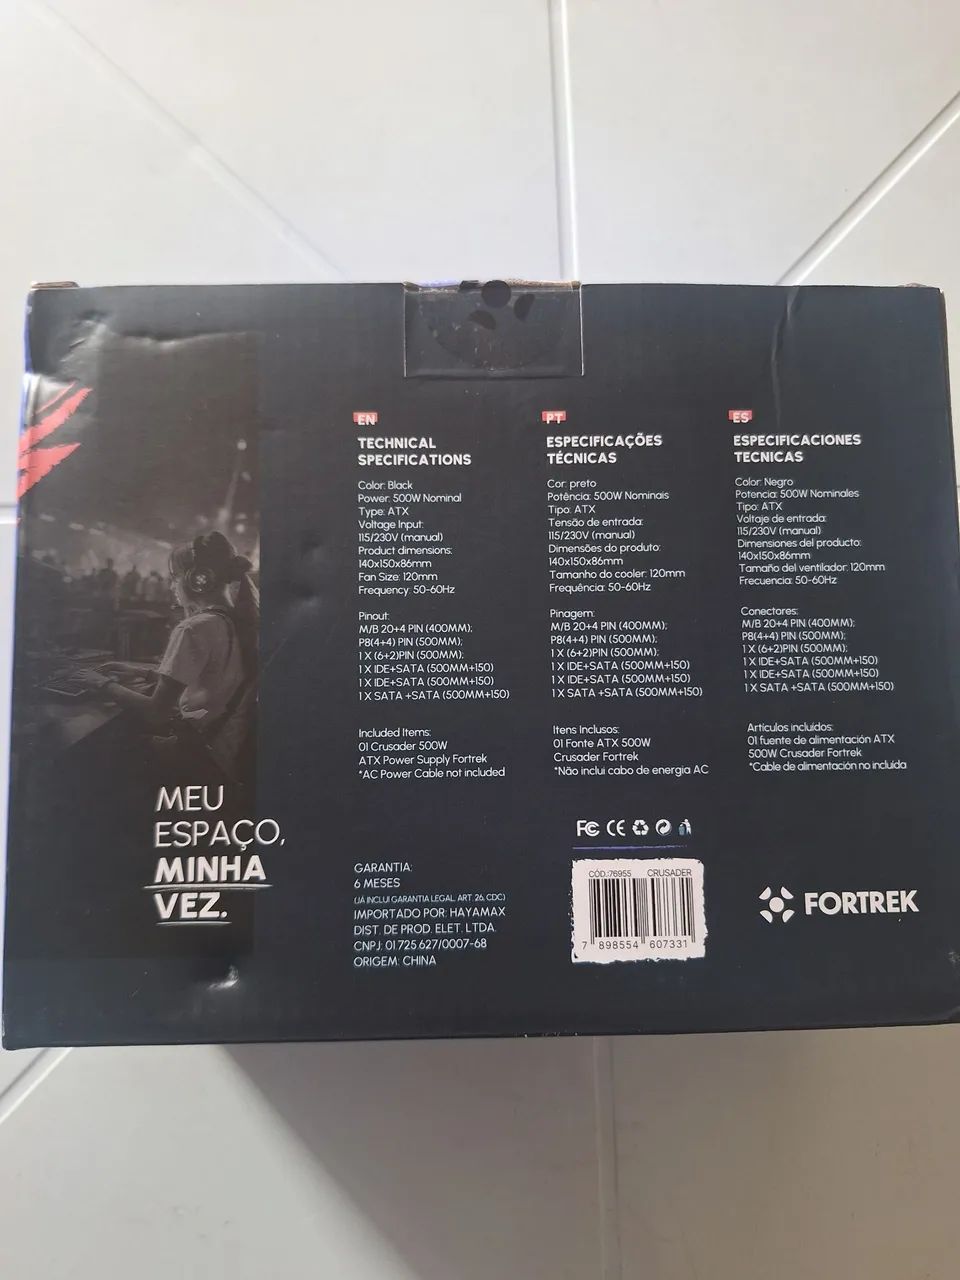 EN
TECHNICAL
SPECIFICATIONS
Color: Black
Power: 500W Nominal
Type: ATX
Voltage Input:
115/230V (manual)
Product dimensions:
140x150x86mm
Fan Size: 120mm
Frequency: 50-60Hz
Pinout:
M/B 20+4 PIN (400MM);
P8(4+4) PIN (500MM);
1 X (6+2)PIN (500MM);
1 X IDE+SATA (500MM+150)
1 X IDE+SATA (500MM+150)
1 X SATA +SATA (500MM+150)
Included Items:
01 Crusader 500W
ATX Power Supply Fortrek
*AC Power Cable not included
PT
ESPECIFICAÇÕES
TÉCNICAS
Cor: preto
Potência: 500W Nominais
Tipo: ATX
Tensão de entrada:
115/230V (manual)
Dimensões do produto:
140x150x86mm
Tamanho do cooler: 120mm
Frequência: 50-60Hz
Pinagem:
M/B 20+4 PIN (400MM);
P8(4+4) PIN (500MM);
1 X (6+2)PIN (500MM);
1 X IDE+SATA (500MM+150)
1 X IDE+SATA (500MM+150)
1 X SATA +SATA (500MM+150)
Itens Inclusos:
01 Fonte ATX 500W
Crusader Fortrek
*Não inclui cabo de energia AC
ES
ESPECIFICACIONES
TECNICAS
Color: Negro
Potencia: 500W Nominales
Tipo: ATX
Voltaje de entrada:
115/230V (manual)
Dimensiones del producto:
140x150x86mm
Tamaño del ventilador: 120mm
Frecuencia: 50-60Hz
Conectores:
M/B 20+4 PIN (400MM);
P8(4+4) PIN (500MM);
1 X (6+2)PIN (500MM);
1 X IDE+SATA (500MM+150)
1 X IDE+SATA (500MM+150)
1 X SATA +SATA (500MM+150)
Artículos incluídos:
01 fuente de alimentación ATX
500W Crusader Fortrek
*Cable de alimentación no incluída
MEU
ESPAÇO,
MINHA
VEZ.
GARANTIA:
6 MESES
(JÁ INCLUI GARANTIA LEGAL, ART. 26, CDC)
IMPORTADO POR: HAYAMAX
DIST. DE PROD. ELET. LTDA.
CNPJ: 01.725.627/0007-68
ORIGEM: CHINA
FC CE
CÓD.:76955 CRUSADER
7 898554 607331
FORTREK